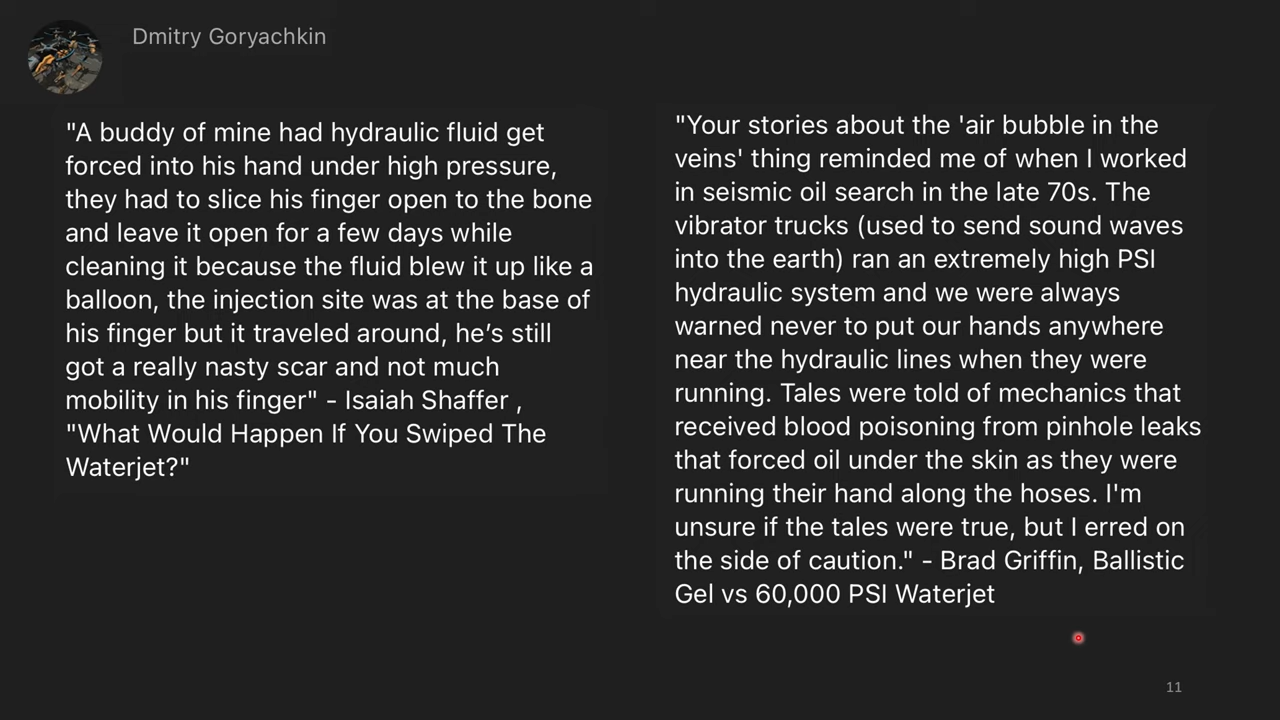 Dmitry Goryachkin
"A buddy of mine had hydraulic fluid get
forced into his hand under high pressure,
they had to slice his finger open to the bone
and leave it open for a few days while
cleaning it because the fluid blew it up like a
balloon, the injection site was at the base of
his finger but it traveled around, he’s still
got a really nasty scar and not much
mobility in his finger" - Isaiah Shaffer ,
"What Would Happen If You Swiped The
Waterjet?"
"Your stories about the 'air bubble in the
veins' thing reminded me of when I worked
in seismic oil search in the late 70s. The
vibrator trucks (used to send sound waves
into the earth) ran an extremely high PSI
hydraulic system and we were always
warned never to put our hands anywhere
near the hydraulic lines when they were
running. Tales were told of mechanics that
received blood poisoning from pinhole leaks
that forced oil under the skin as they were
running their hand along the hoses. I'm
unsure if the tales were true, but I erred on
the side of caution." - Brad Griffin, Ballistic
Gel vs 60,000 PSI Waterjet
11